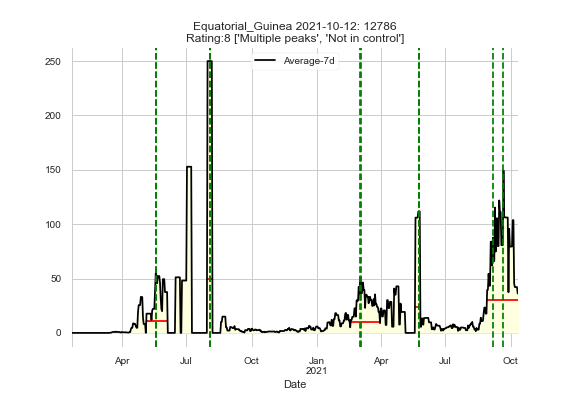 Equatorial_Guinea 2021-10-12: 12786
Rating:8 ['Multiple peaks', 'Not in control']
Average-7d
250
200
150
100
50
0
Apr
Jul
Oct
Jan
2021
Apr
Jul
Oct
Date